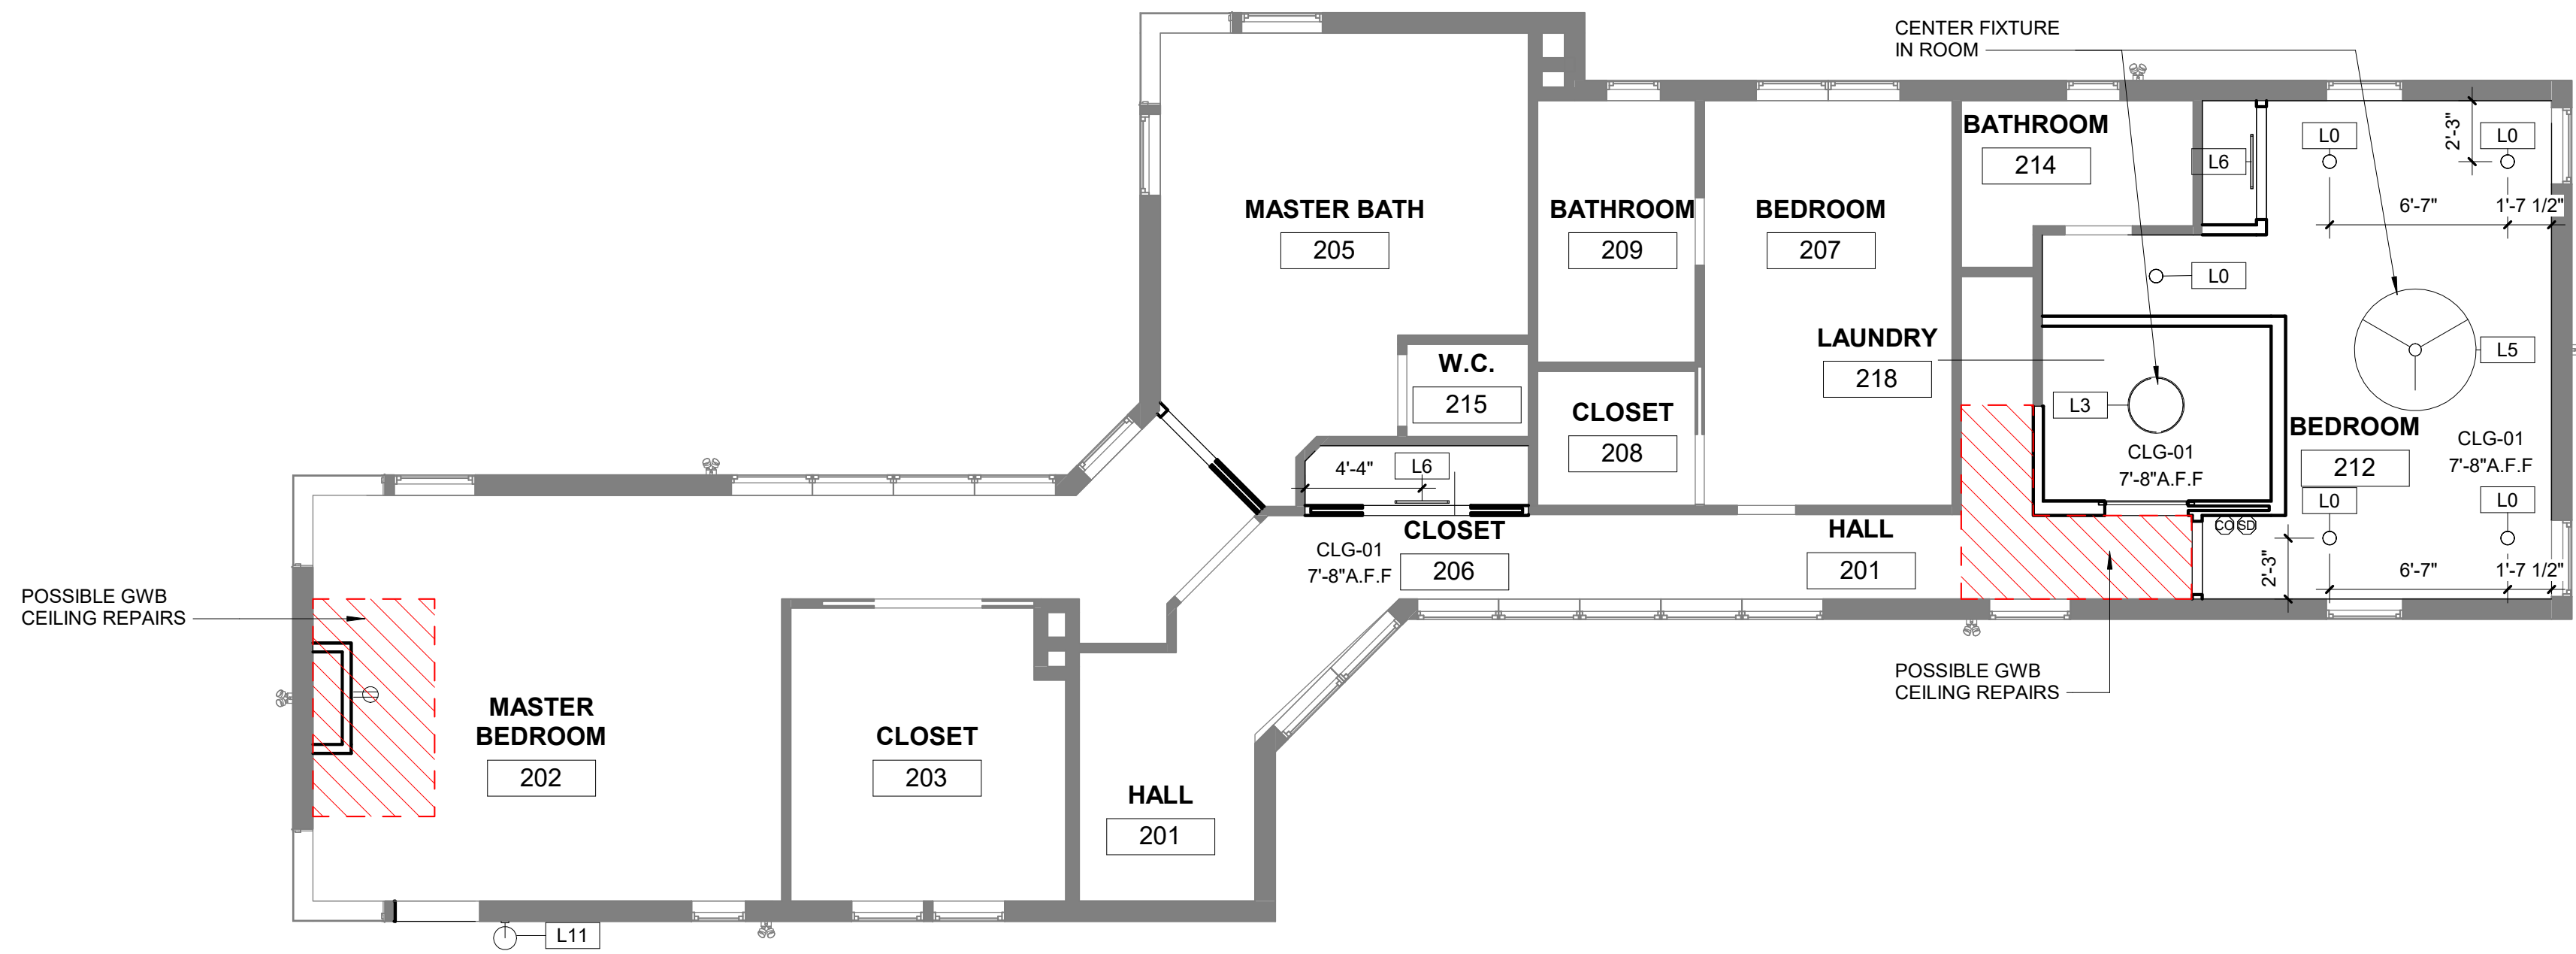 CENTER FIXTURE
IN ROOM
BATHROOM
214
L6
L0
L0
2'-3"
6'-7"
1'-7 1/2"
MASTER BATH
205
BATHROOM
209
BEDROOM
207
L0
LAUNDRY
218
L5
W.C.
215
CLOSET
208
L3
CLG-01
7'-8"A.F.F
BEDROOM
212
CLG-01
7'-8"A.F.F
4'-4"
L6
L0
L0
CLOSET
206
CLG-01
7'-8"A.F.F
HALL
201
CO
SD
2'-3"
6'-7"
1'-7 1/2"
POSSIBLE GWB
CEILING REPAIRS
POSSIBLE GWB
CEILING REPAIRS
MASTER
BEDROOM
202
CLOSET
203
HALL
201
L11